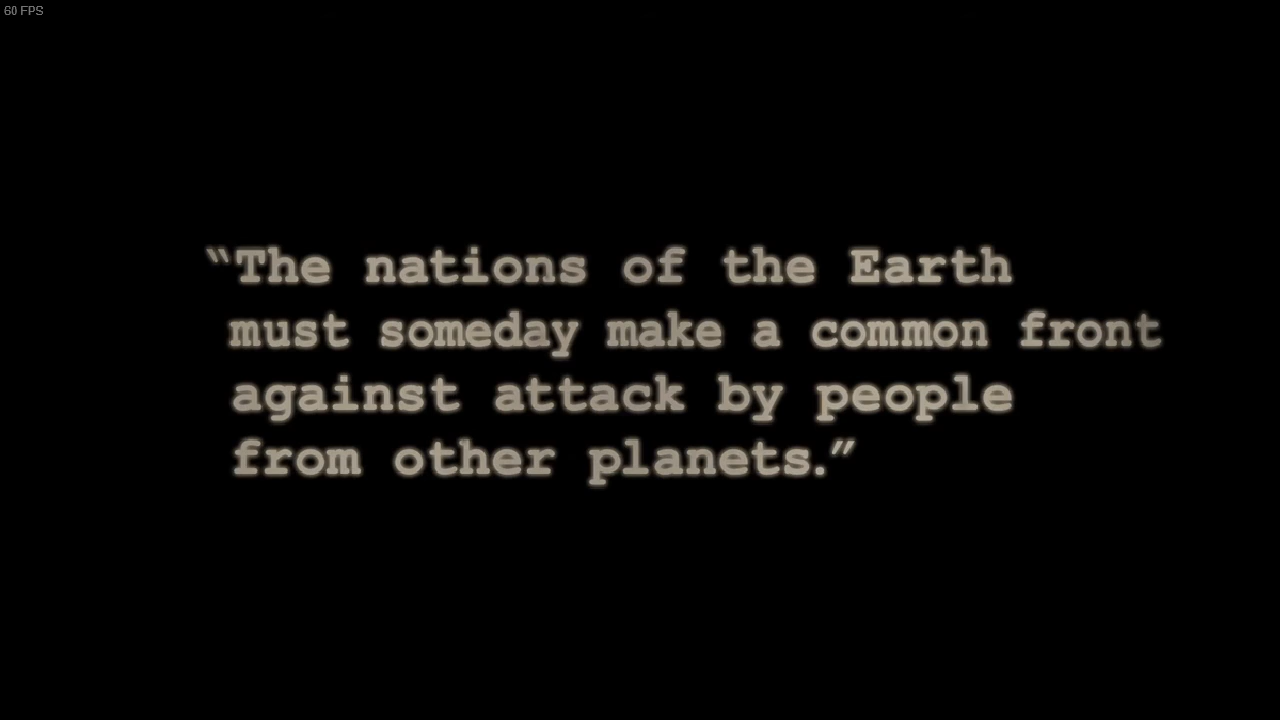 60 FPS
“The nations of the Earth
must someday make a common front
against attack by people
from other planets.”